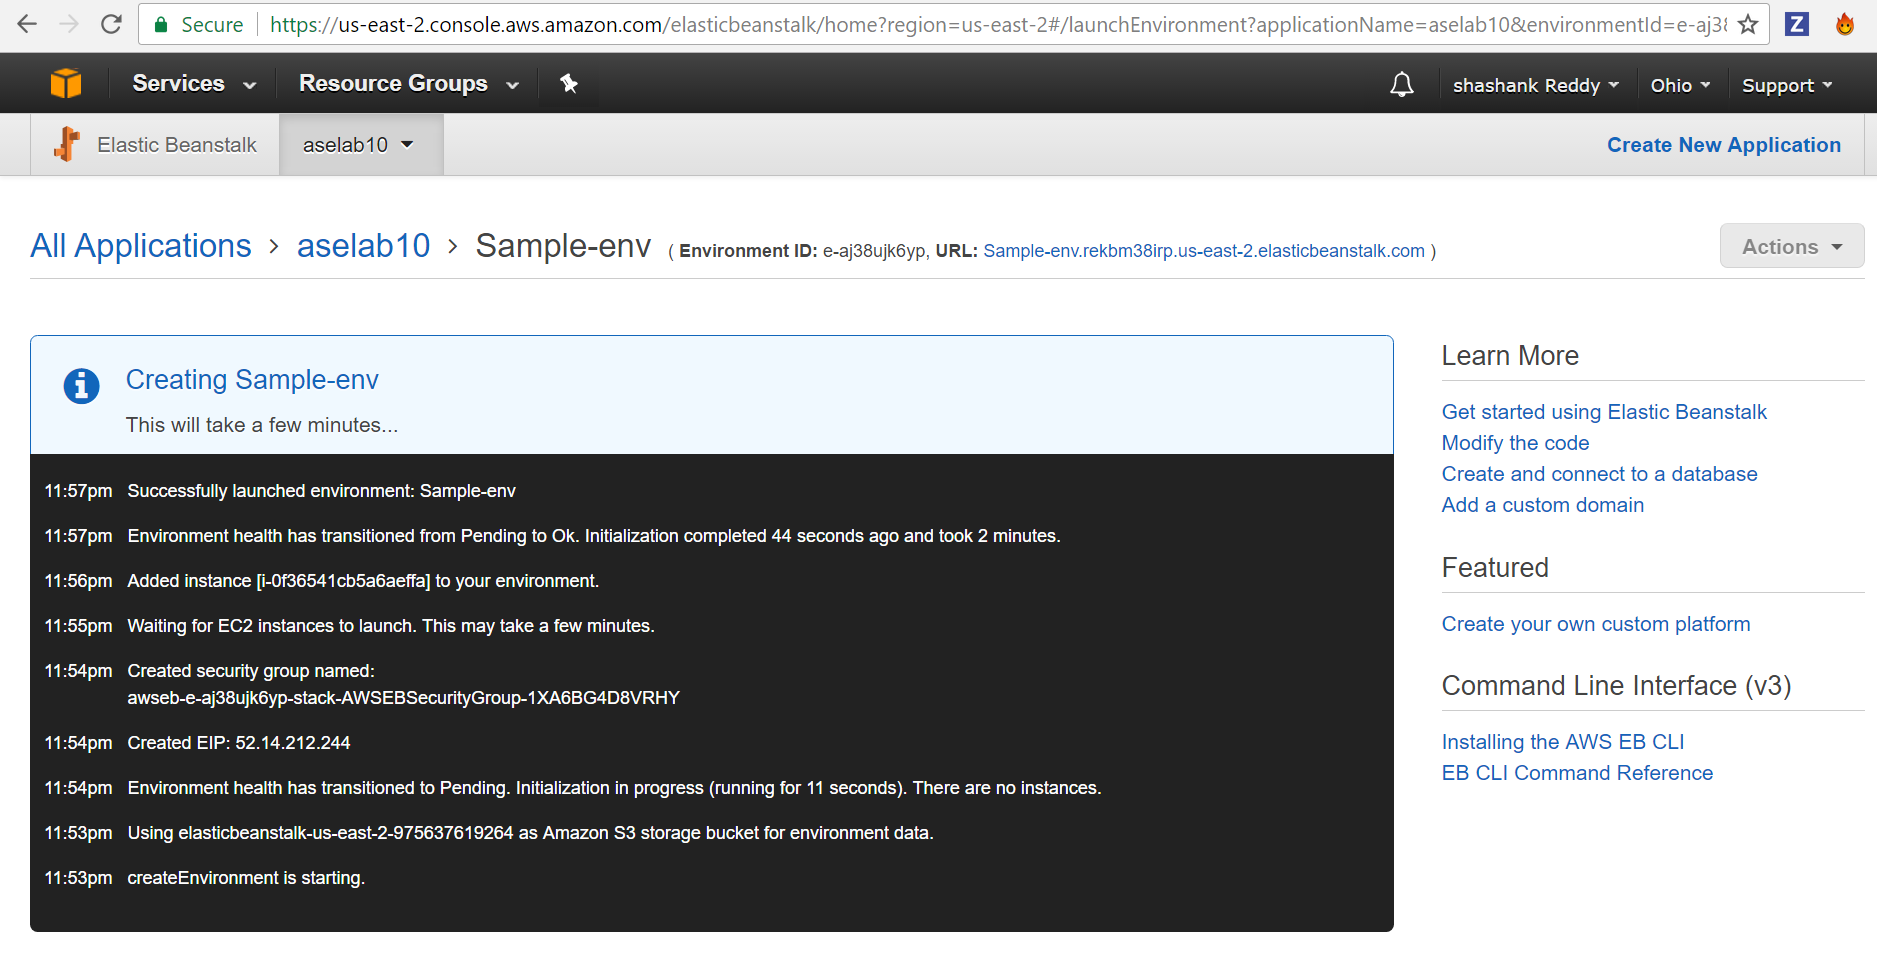 Secure https://us-east-2.console.aws.amazon.com/elasticbeanstalk/home?region=us-east-2#/launchEnvironment?applicationName=aselab10&environmentId=e-aj38
Z
Services Resource Groups shashank Reddy Ohio Support
Elastic Beanstalk aselab10 Create New Application
All Applications > aselab10 > Sample-env ( Environment ID: e-aj38ujk6yp, URL: Sample-env.rekbm38irp.us-east-2.elasticbeanstalk.com ) Actions
Creating Sample-env
This will take a few minutes...
11:57pm Successfully launched environment: Sample-env
11:57pm Environment health has transitioned from Pending to Ok. Initialization completed 44 seconds ago and took 2 minutes.
11:56pm Added instance [i-0f36541cb5a6aeffa] to your environment.
11:55pm Waiting for EC2 instances to launch. This may take a few minutes.
11:54pm Created security group named:
awseb-e-aj38ujk6yp-stack-AWSEBSecurityGroup-1XA6BG4D8VRHY
11:54pm Created EIP: 52.14.212.244
11:54pm Environment health has transitioned to Pending. Initialization in progress (running for 11 seconds). There are no instances.
11:53pm Using elasticbeanstalk-us-east-2-975637619264 as Amazon S3 storage bucket for environment data.
11:53pm createEnvironment is starting.
Learn More
Get started using Elastic Beanstalk
Modify the code
Create and connect to a database
Add a custom domain
Featured
Create your own custom platform
Command Line Interface (v3)
Installing the AWS EB CLI
EB CLI Command Reference